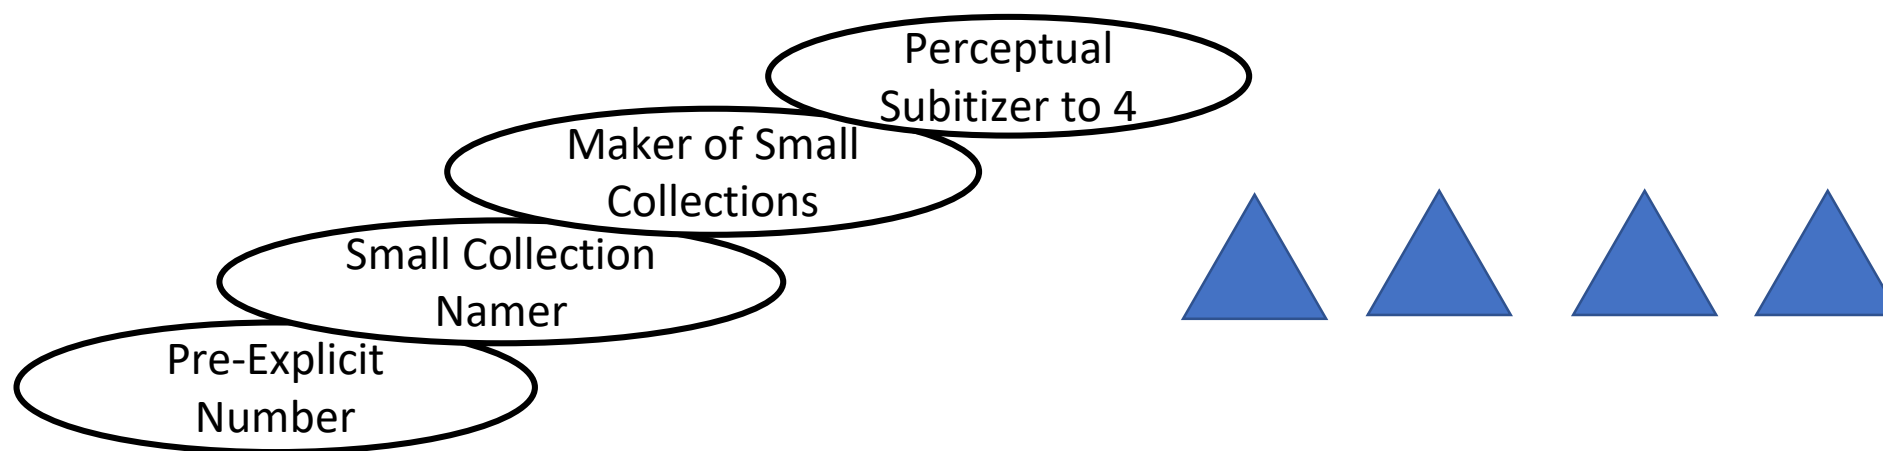 Perceptual
Subitizer to 4
Maker of Small
Collections
Small Collection
Namer
Pre-Explicit
Number